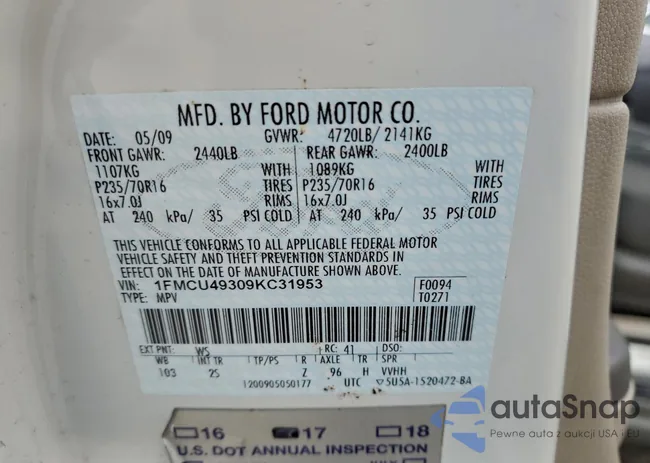 MFD. BY FORD MOTOR CO.
DATE: 05/09 GVWR: 4720LB/ 2141KG
FRONT GAWR: 2440LB REAR GAWR: 2400LB
1107KG WITH 1089KG WITH
P235/70R16 TIRES P235/70R16 TIRES
16x7.0J RIMS 16x7.0J RIMS
AT 240 kPa/ 35 PSI COLD AT 240 kPa/ 35 PSI COLD
THIS VEHICLE CONFORMS TO ALL APPLICABLE FEDERAL MOTOR
VEHICLE SAFETY AND THEFT PREVENTION STANDARDS IN
EFFECT ON THE DATE OF MANUFACTURE SHOWN ABOVE.
VIN: 1FMCU49309KC31953 F0094
TYPE: MPV T0271
EXT PNT: WS RC: 41 DSO:
WB INT TR TP/PS R AXLE TR SPR
103 2S Z 96 H VVHH
1200905050177 UTC 5U5A-1520472-BA
16 17 18
U.S. DOT ANNUAL INSPECTION
autoSnap
Pewne auta z aukcji USA - EU